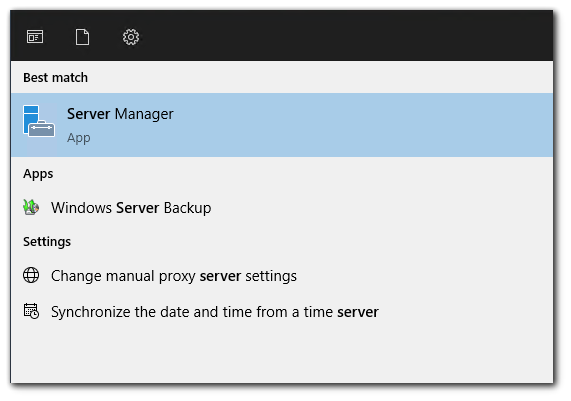 Best match
Server Manager
App
Apps
Windows Server Backup
Settings
Change manual proxy server settings
Synchronize the date and time from a time server